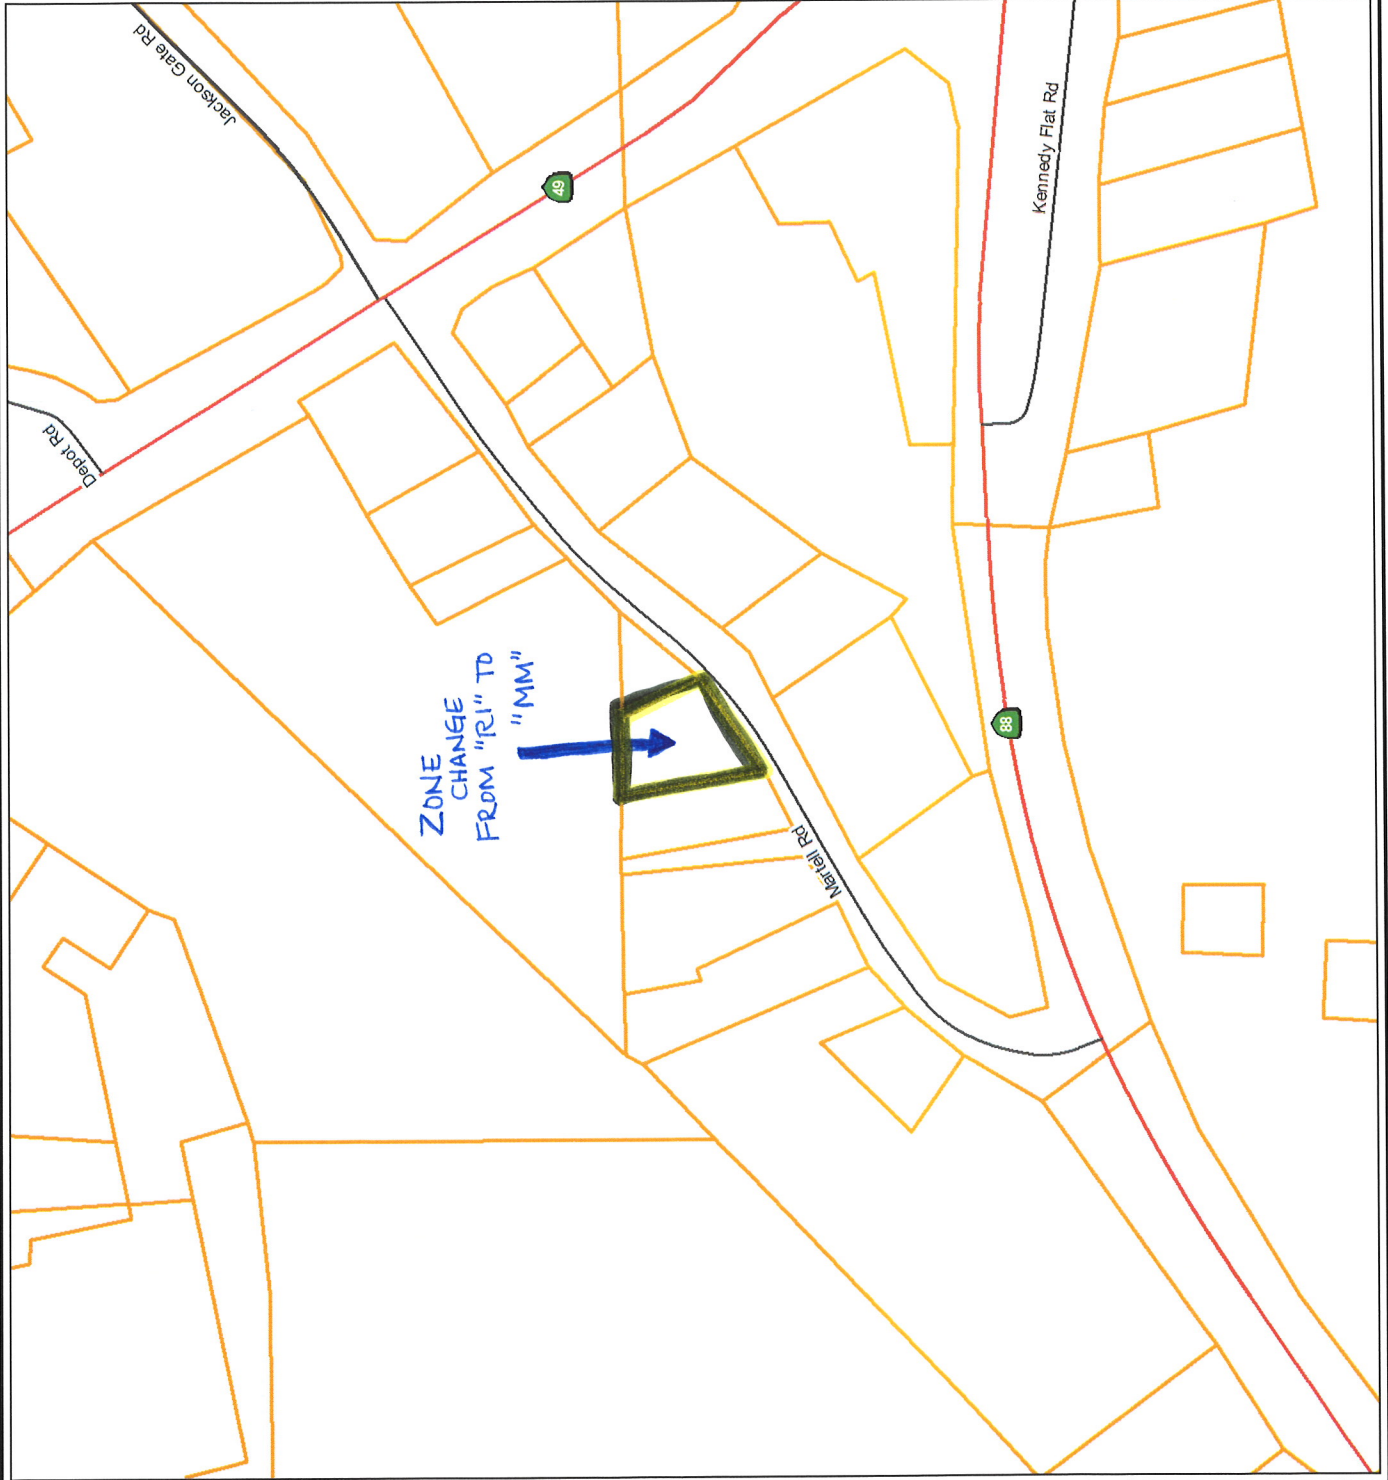 Jackson Gate Rd
49
Kennedy Flat Rd
Depot Rd
ZONE
CHANGE
FROM "R1" TO
"MM"
88
Martell Rd